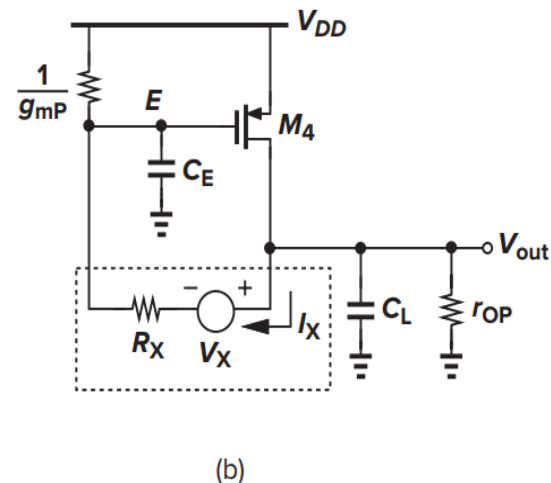 V_DD
1
g_mP
E
M_4
C_E
V_out
− +
I_X
C_L
r_OP
R_X
V_X
(b)